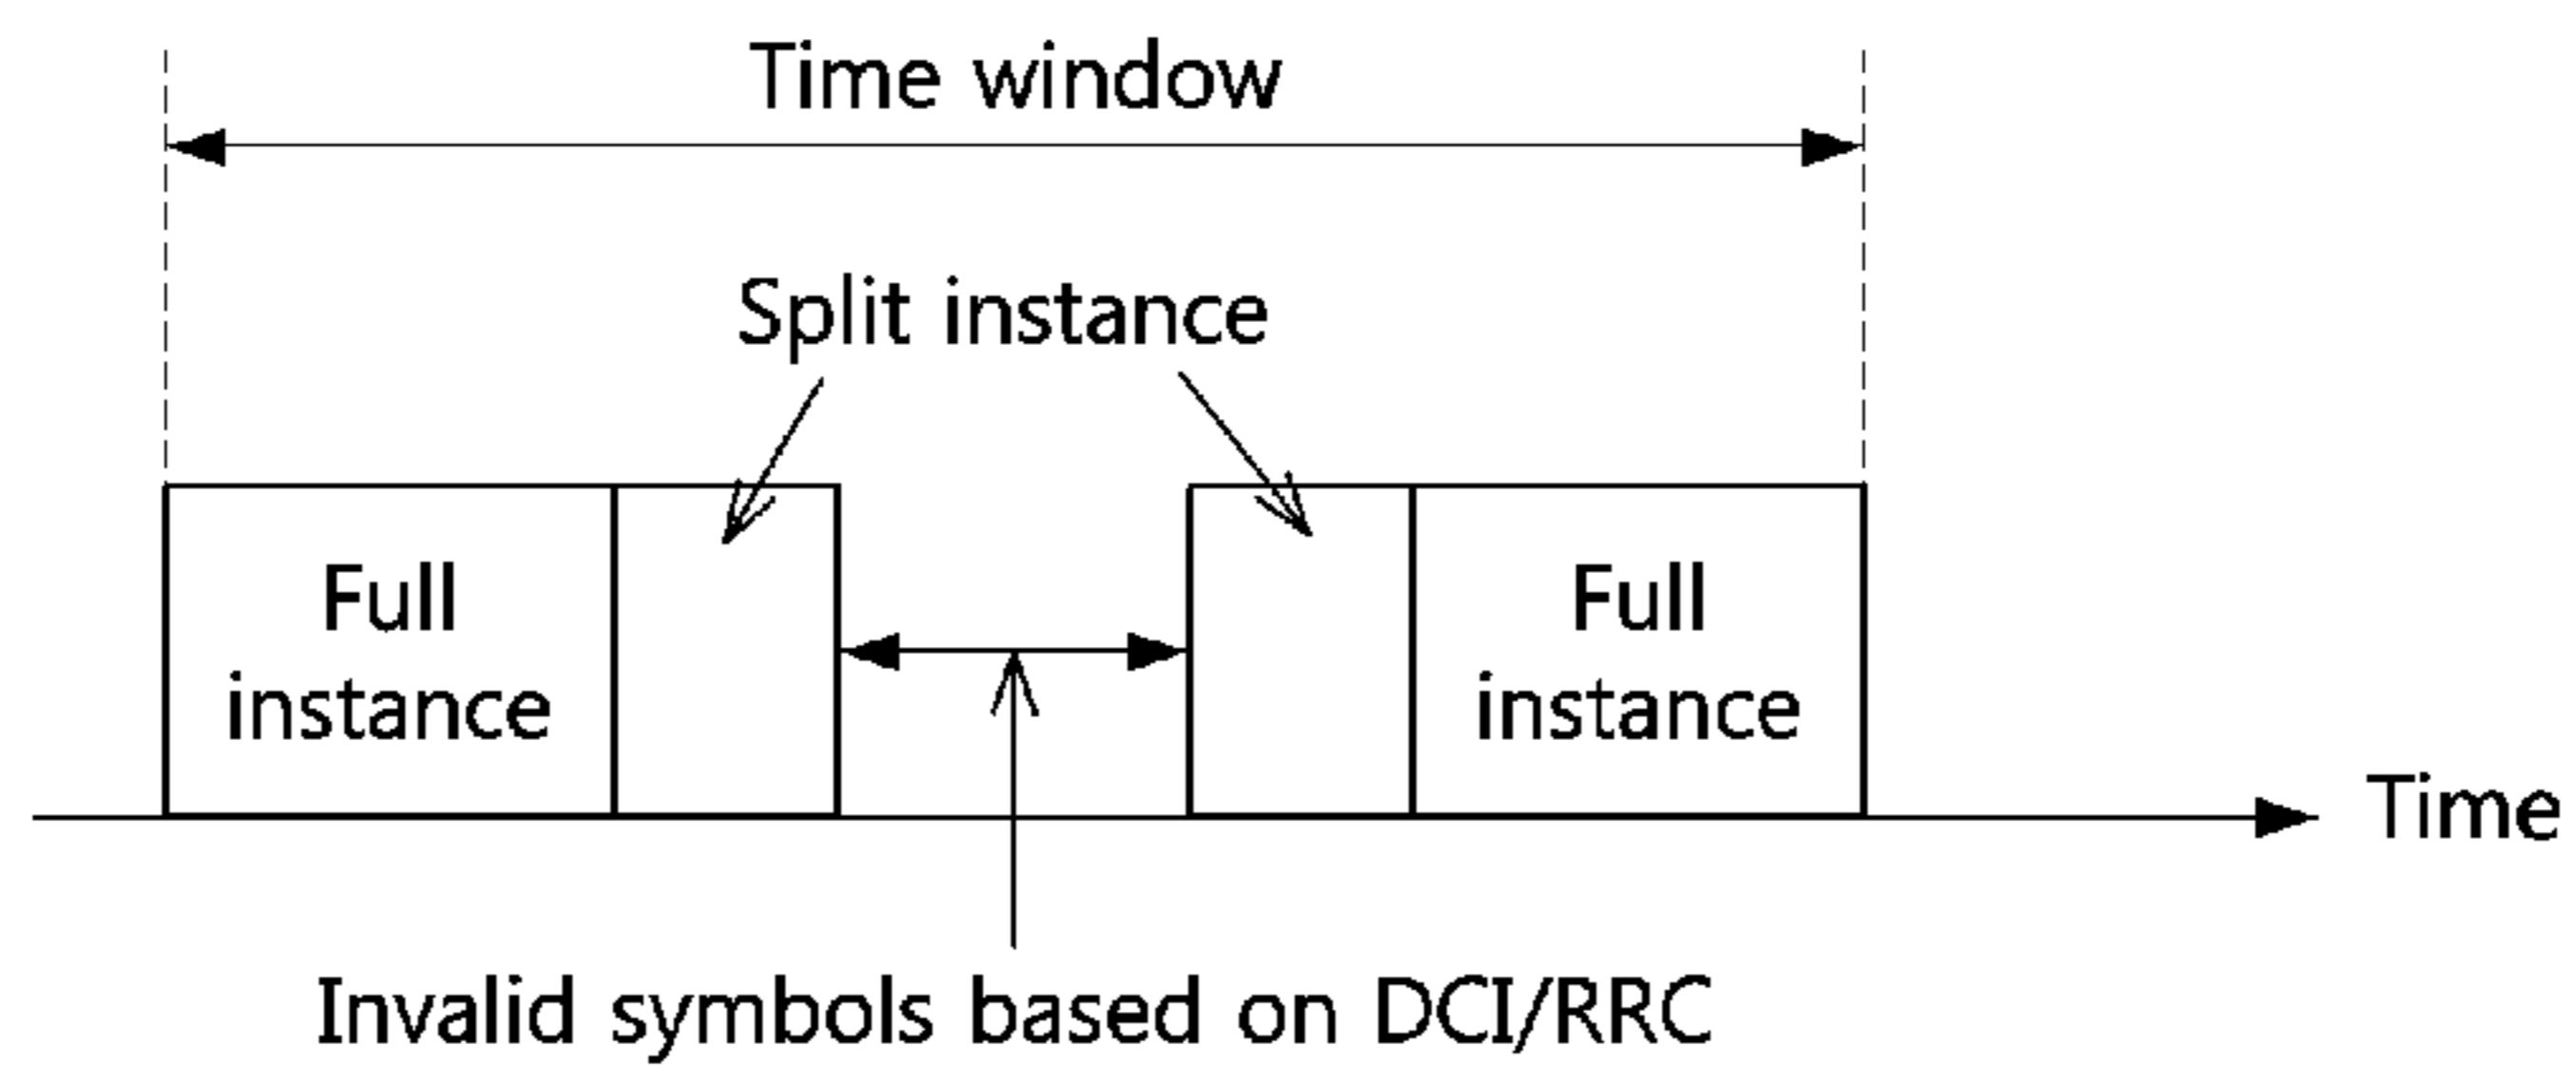 Time window
Split instance
Full
instance
Full
instance
Time
Invalid symbols based on DCI/RRC